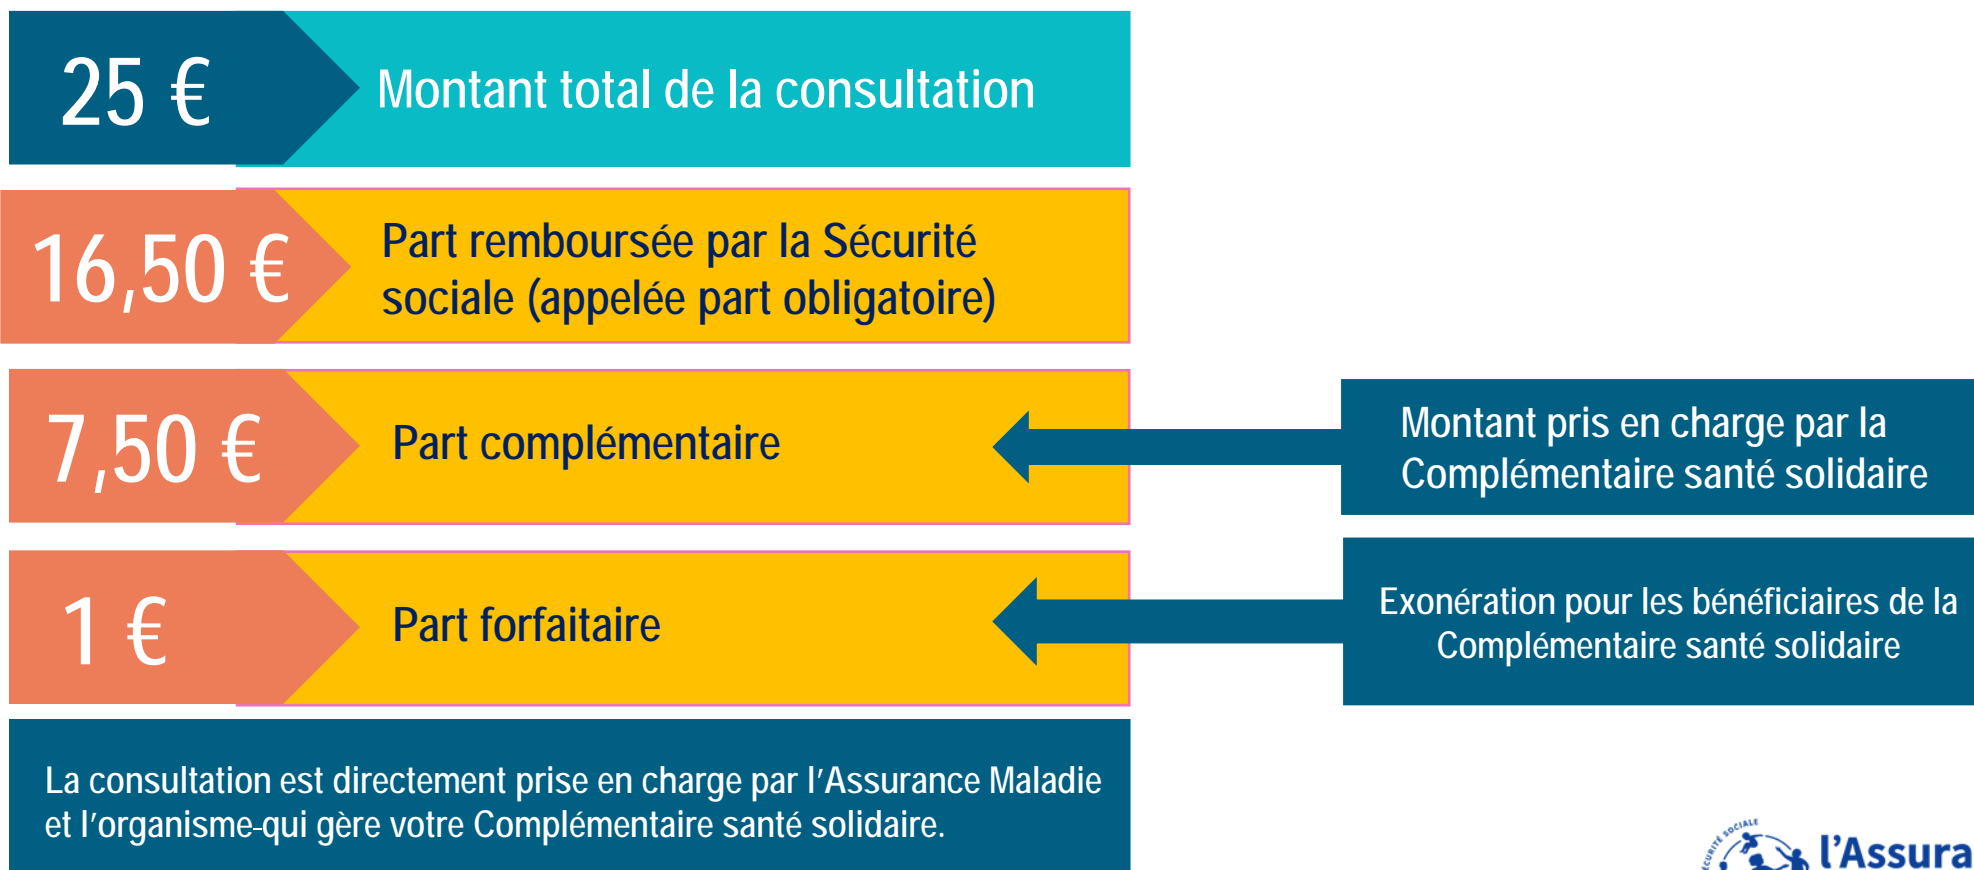 25 €
Montant total de la consultation
16,50 €
Part remboursée par la Sécurité
sociale (appelée part obligatoire)
7,50 €
Part complémentaire
Montant pris en charge par la
Complémentaire santé solidaire
1 €
Part forfaitaire
Exonération pour les bénéficiaires de la
Complémentaire santé solidaire
La consultation est directement prise en charge par l'Assurance Maladie
et l'organisme-qui gère votre Complémentaire santé solidaire.
SÉCURITÉ SOCIALE
l'Assura